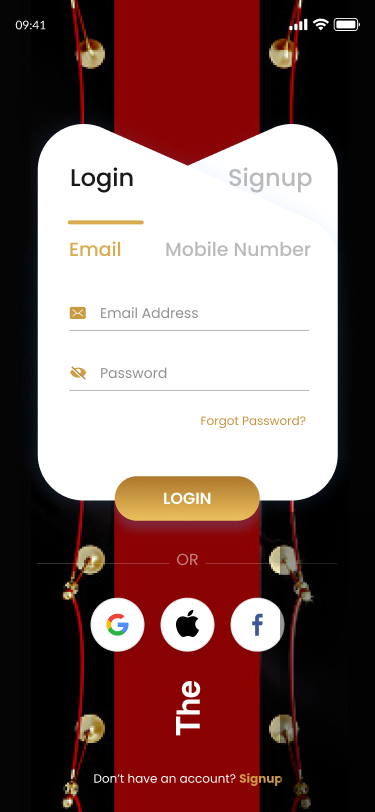 09:41
Login Signup
Email Mobile Number
Email Address
Password
Forgot Password?
LOGIN
OR
The
Don't have an account? Signup